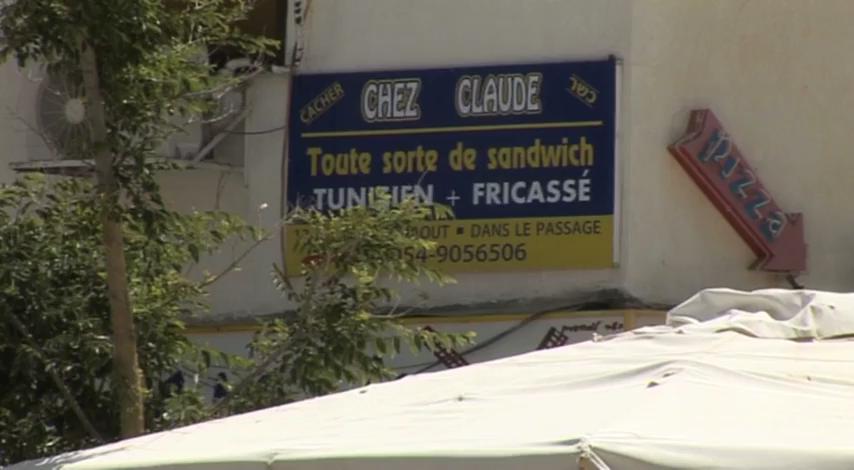 CACHER CHEZ CLAUDE כשר
Toute sorte de sandwich
TUNISIEN + FRICASSÉ
DANS LE PASSAGE
054-9056506
Pizza